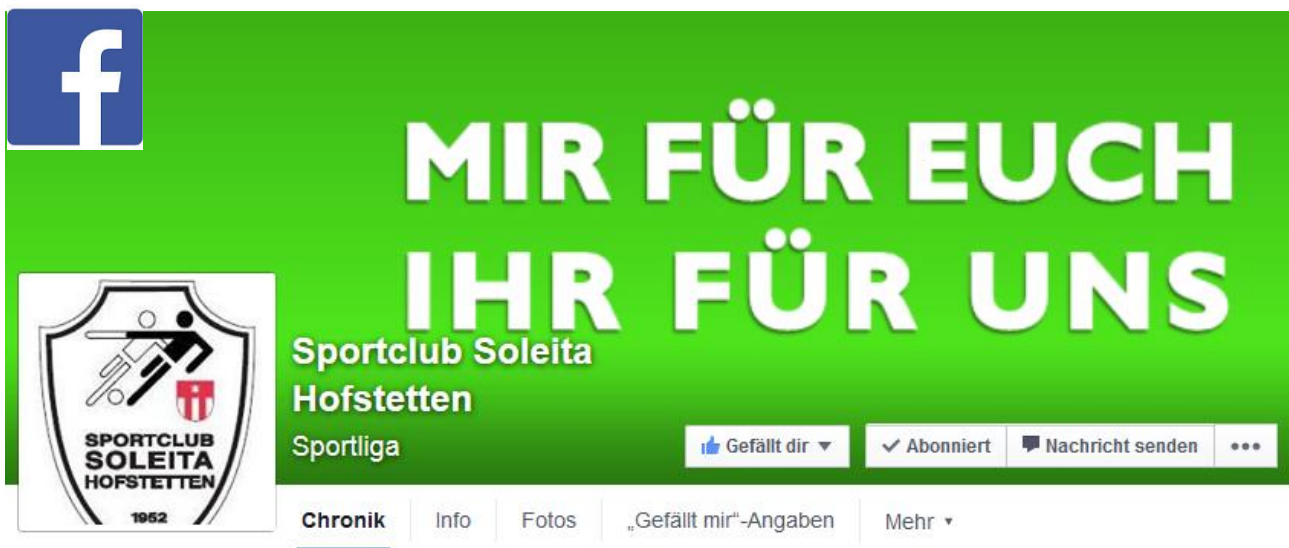 f
MIR FÜR EUCH
IHR FÜR UNS
SPORTCLUB
SOLEITA
HOFSTETTEN
1952
Sportclub Soleita
Hofstetten
Sportliga
Gefällt dir
Abonniert
Nachricht senden
Chronik
Info
Fotos
„Gefällt mir“-Angaben
Mehr